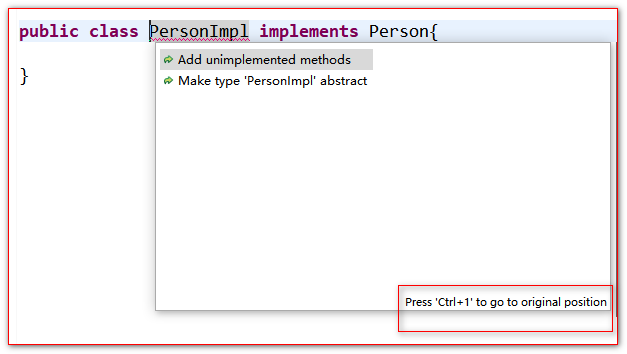 public class PersonImpl implements Person{
Add unimplemented methods
Make type 'PersonImpl' abstract
}
Press 'Ctrl+1' to go to original position